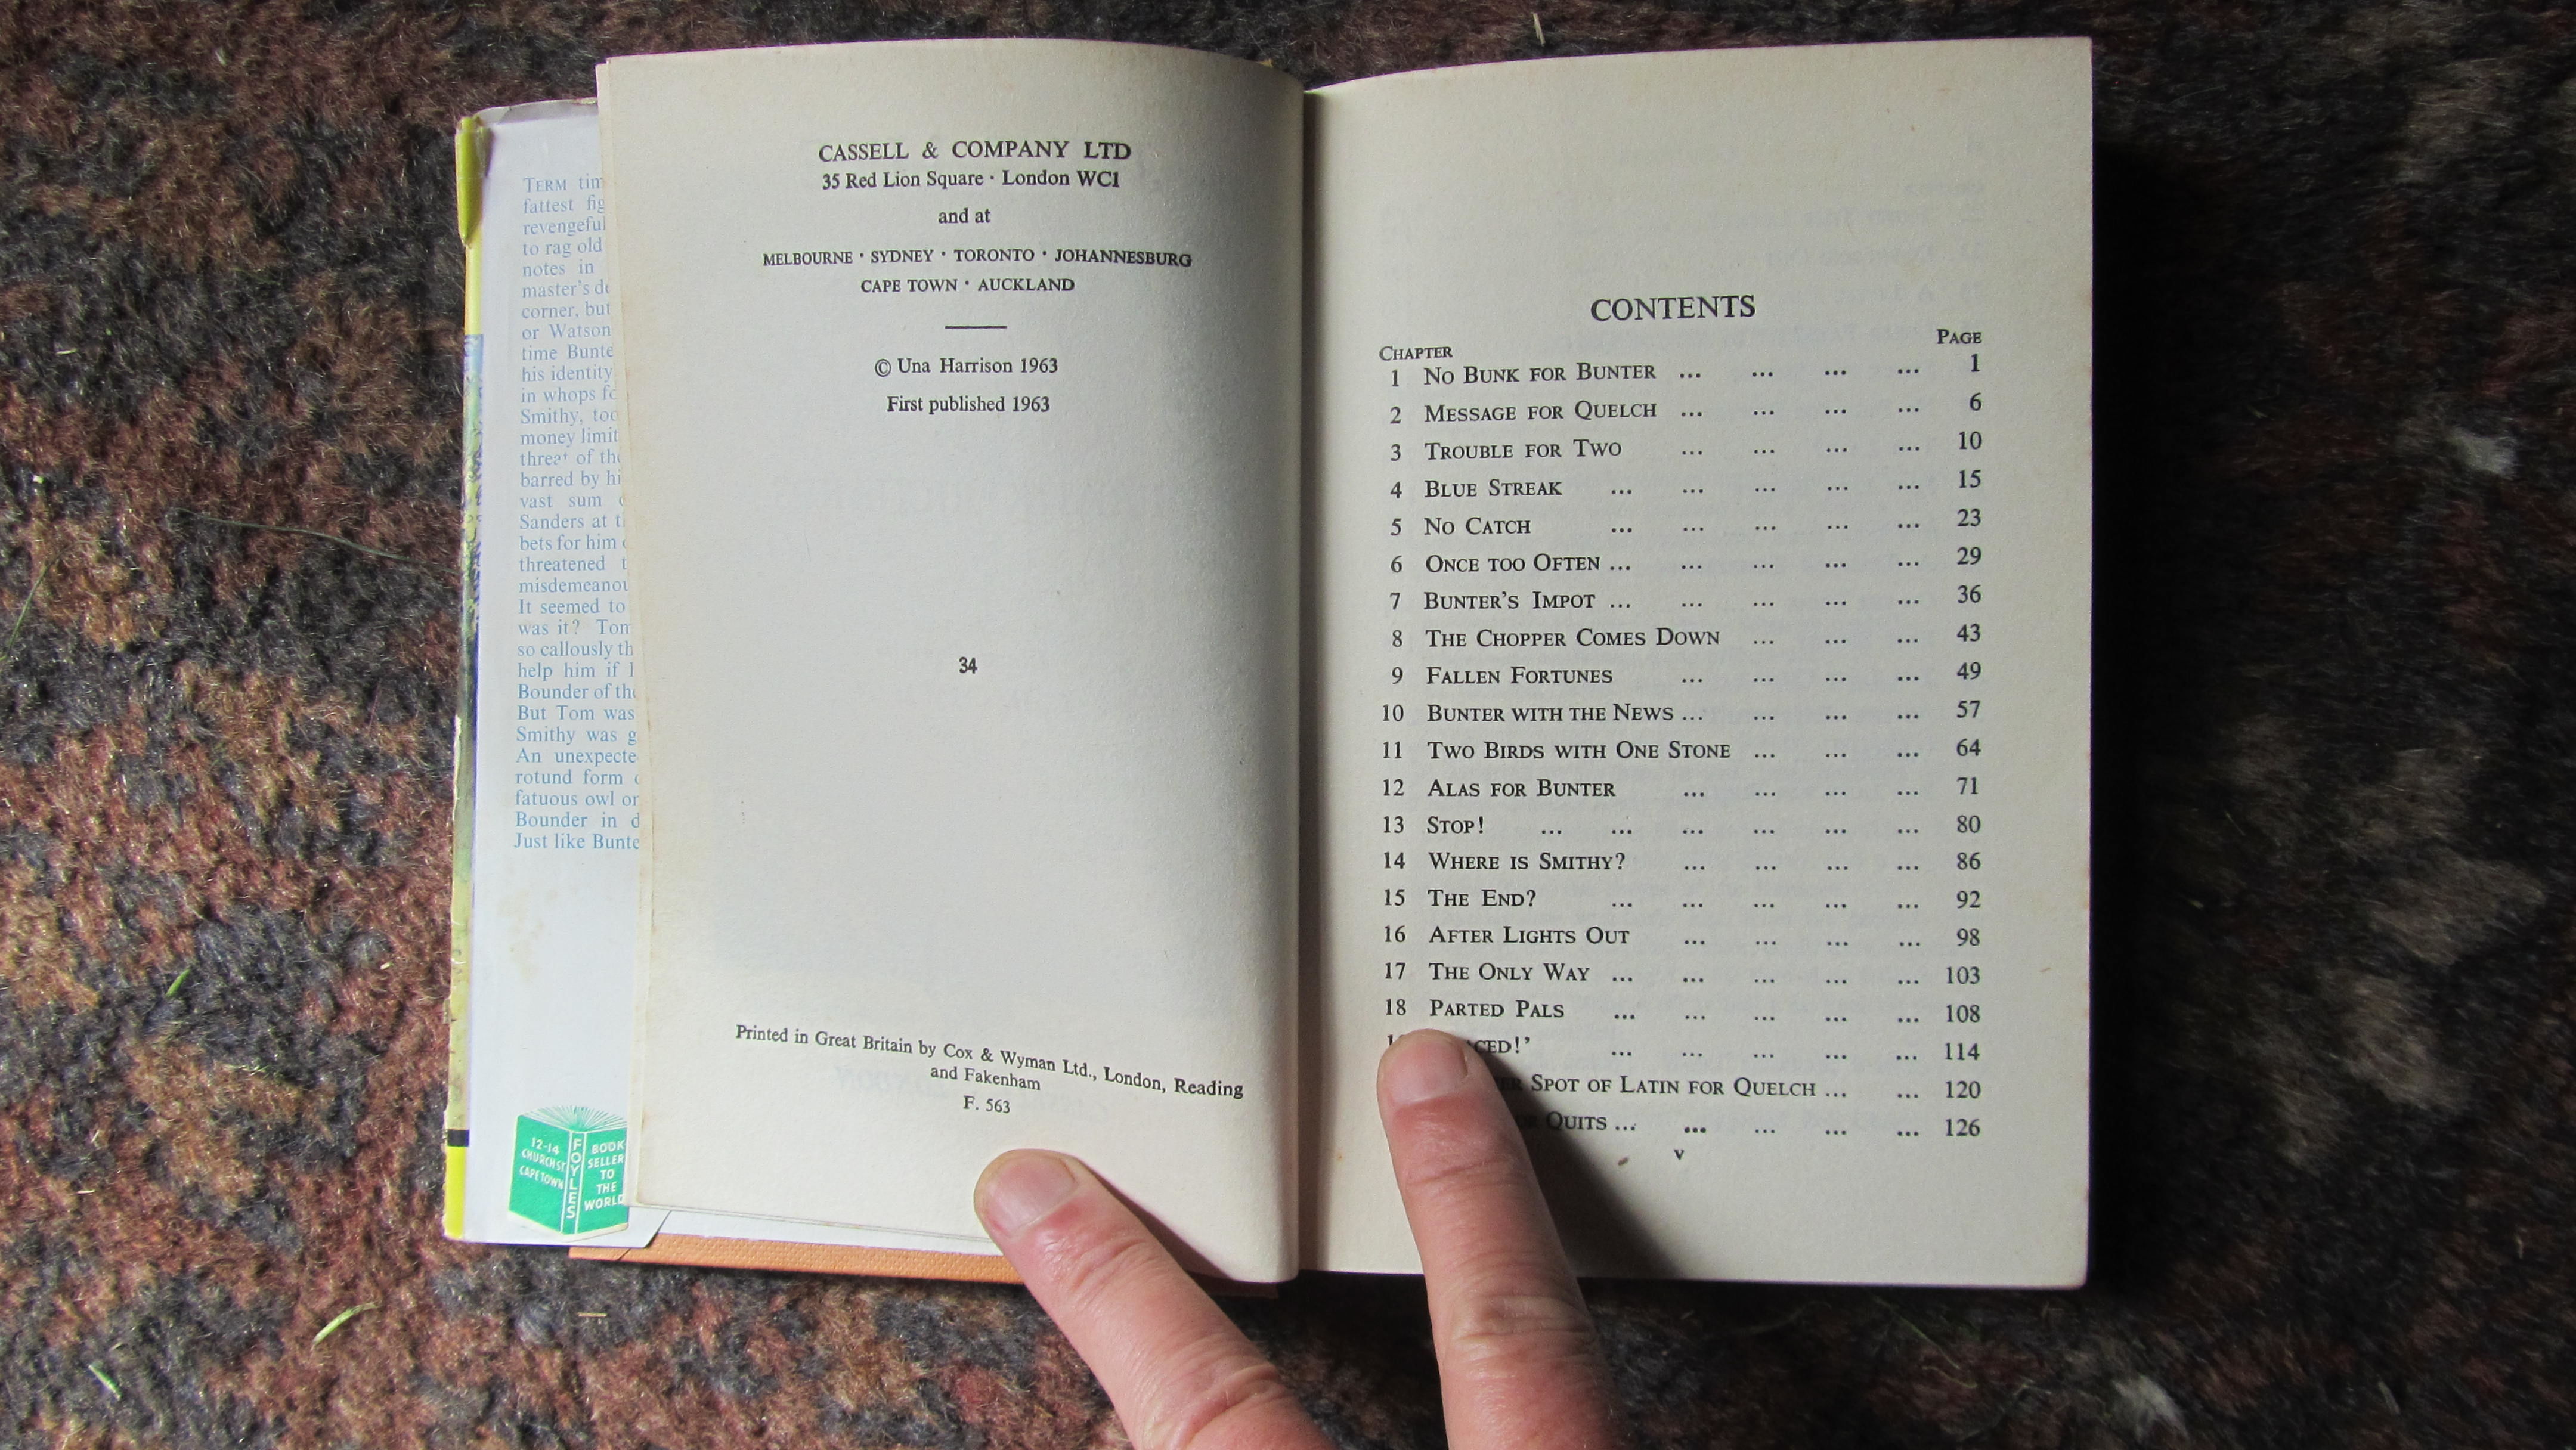 TERM tim
fattest fig
revengeful
to rag old
notes in
master's de
corner, but
or Watson
time Bunte
his identity
in whops fo
Smithy, too
money limit
threat of the
barred by hi
vast sum
Sanders at t
bets for him
threatened t
misdemeanou
It seemed to
was it? Tom
so callously th
help him if
Bounder of the
But Tom was
Smithy was g
An unexpecte
rotund form
fatuous owl or
Bounder in d
Just like Bunte
12-14
CHURCH ST.
CAPE TOWN
FOYLES
BOOK
SELLER
TO
THE
WORLD
CASSELL & COMPANY LTD
35 Red Lion Square · London WC1
and at
MELBOURNE · SYDNEY · TORONTO · JOHANNESBURG
CAPE TOWN · AUCKLAND
© Una Harrison 1963
First published 1963
34
Printed in Great Britain by Cox & Wyman Ltd., London, Reading
and Fakenham
F. 563
CONTENTS
CHAPTER PAGE
1 NO BUNK FOR BUNTER ... ... ... ... 1
2 MESSAGE FOR QUELCH ... ... ... ... 6
3 TROUBLE FOR TWO ... ... ... ... 10
4 BLUE STREAK ... ... ... ... ... 15
5 NO CATCH ... ... ... ... ... 23
6 ONCE TOO OFTEN ... ... ... ... ... 29
7 BUNTER'S IMPOT ... ... ... ... ... 36
8 THE CHOPPER COMES DOWN ... ... ... 43
9 FALLEN FORTUNES ... ... ... ... 49
10 BUNTER WITH THE NEWS ... ... ... ... 57
11 TWO BIRDS WITH ONE STONE ... ... ... 64
12 ALAS FOR BUNTER ... ... ... ... 71
13 STOP! ... ... ... ... ... ... 80
14 WHERE IS SMITHY? ... ... ... ... 86
15 THE END? ... ... ... ... ... 92
16 AFTER LIGHTS OUT ... ... ... ... 98
17 THE ONLY WAY ... ... ... ... ... 103
18 PARTED PALS ... ... ... ... ... 108
CED!' ... ... ... ... ... 114
ER SPOT OF LATIN FOR QUELCH ... ... 120
QUITS ... ... ... ... ... 126
v